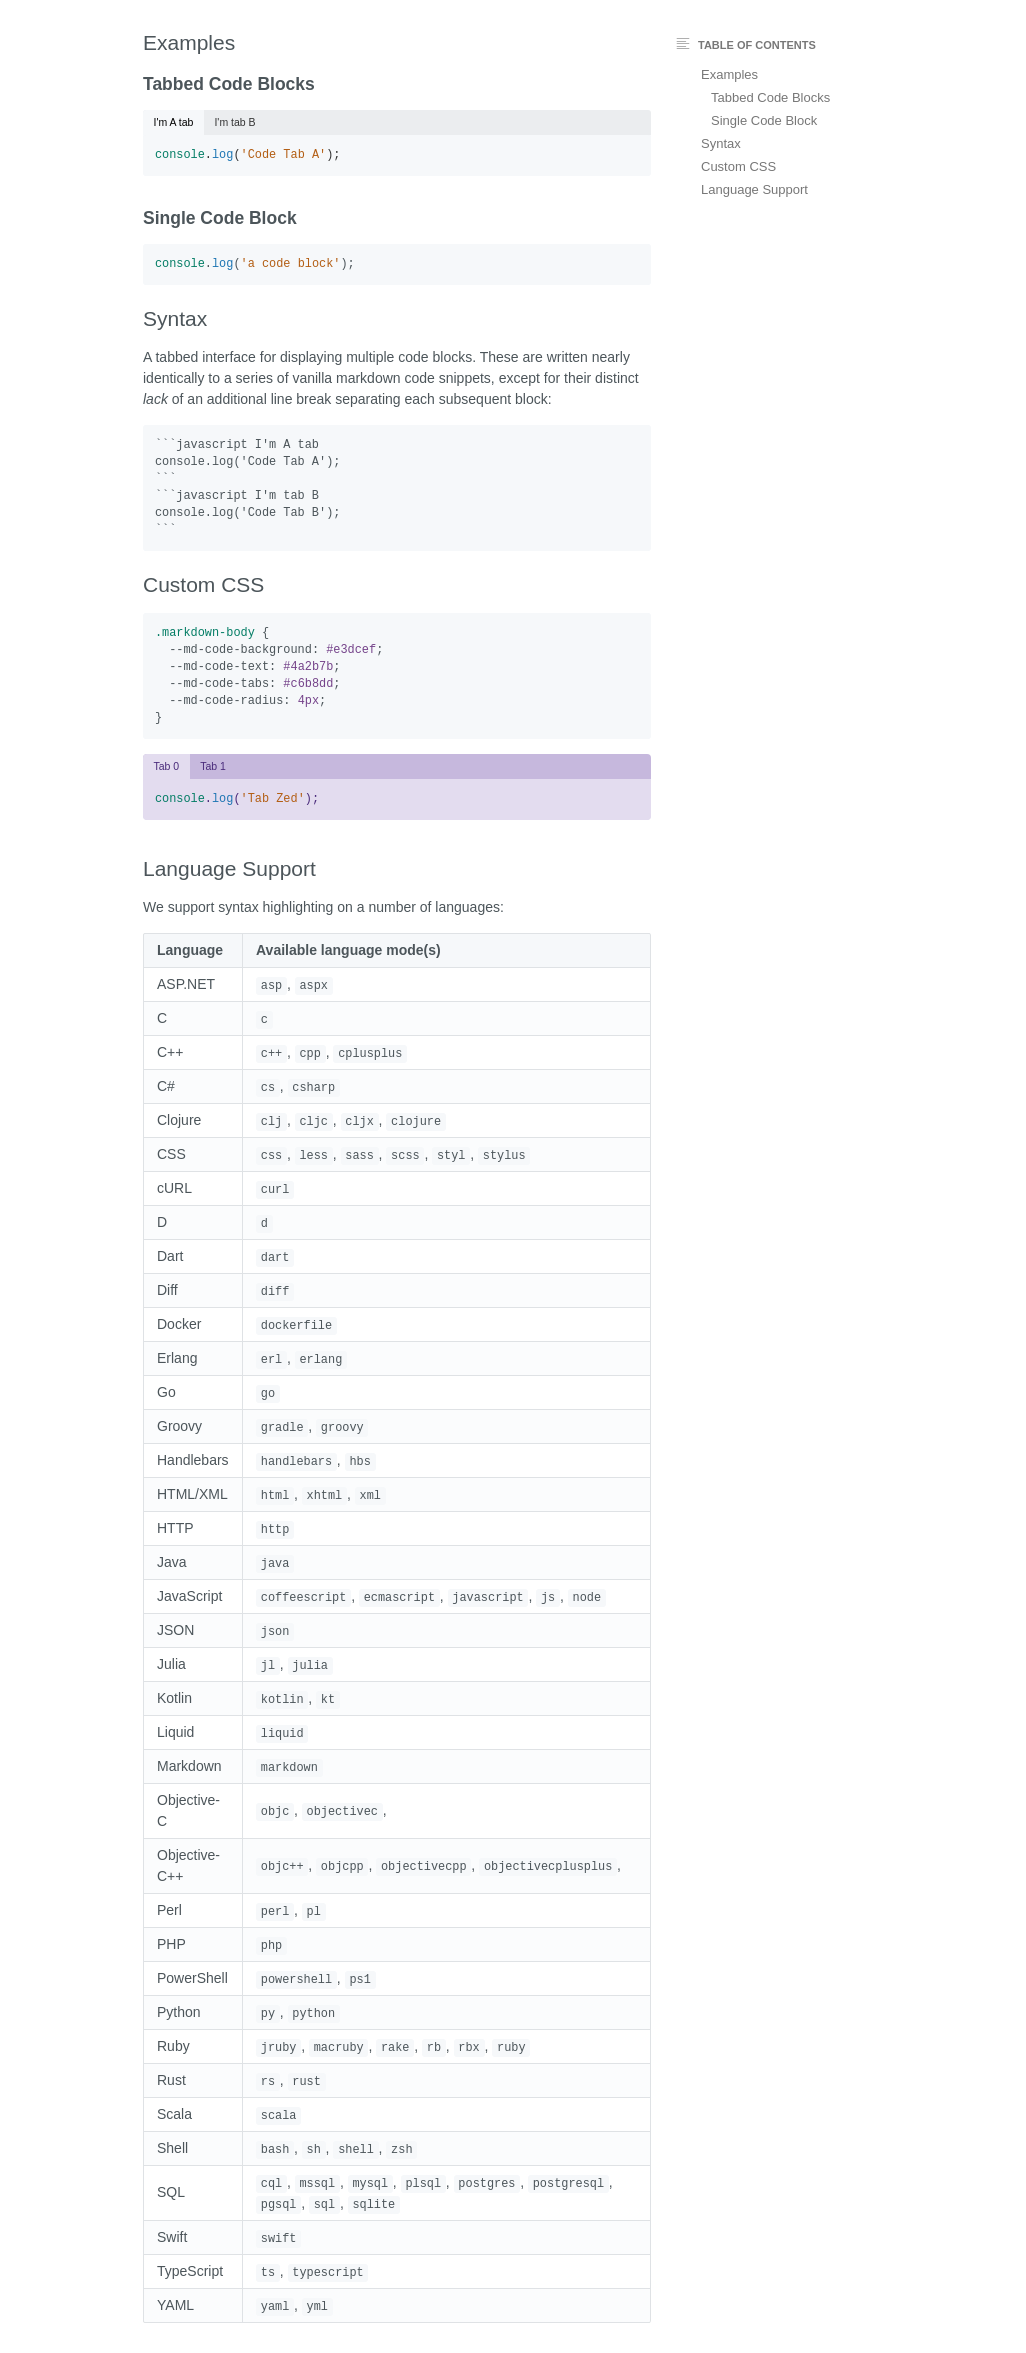 Examples
Tabbed Code Blocks
I'm A tab I'm tab B
console.log('Code Tab A');
Single Code Block
console.log('a code block');
Syntax
A tabbed interface for displaying multiple code blocks. These are written nearly
identically to a series of vanilla markdown code snippets, except for their distinct
lack of an additional line break separating each subsequent block:
```javascript I'm A tab
console.log('Code Tab A');
```
```javascript I'm tab B
console.log('Code Tab B');
```
Custom CSS
.markdown-body {
  --md-code-background: #e3dcef;
  --md-code-text: #4a2b7b;
  --md-code-tabs: #c6b8dd;
  --md-code-radius: 4px;
}
Tab 0 Tab 1
console.log('Tab Zed');
Language Support
We support syntax highlighting on a number of languages:
Language Available language mode(s)
ASP.NET asp, aspx
C c
C++ c++, cpp, cplusplus
C# cs, csharp
Clojure clj, cljc, cljx, clojure
CSS css, less, sass, scss, styl, stylus
cURL curl
D d
Dart dart
Diff diff
Docker dockerfile
Erlang erl, erlang
Go go
Groovy gradle, groovy
Handlebars handlebars, hbs
HTML/XML html, xhtml, xml
HTTP http
Java java
JavaScript coffeescript, ecmascript, javascript, js, node
JSON json
Julia jl, julia
Kotlin kotlin, kt
Liquid liquid
Markdown markdown
Objective-
C objc, objectivec,
Objective-
C++ objc++, objcpp, objectivecpp, objectivecplusplus,
Perl perl, pl
PHP php
PowerShell powershell, ps1
Python py, python
Ruby jruby, macruby, rake, rb, rbx, ruby
Rust rs, rust
Scala scala
Shell bash, sh, shell, zsh
SQL cql, mssql, mysql, plsql, postgres, postgresql,
pgsql, sql, sqlite
Swift swift
TypeScript ts, typescript
YAML yaml, yml
TABLE OF CONTENTS
Examples
Tabbed Code Blocks
Single Code Block
Syntax
Custom CSS
Language Support